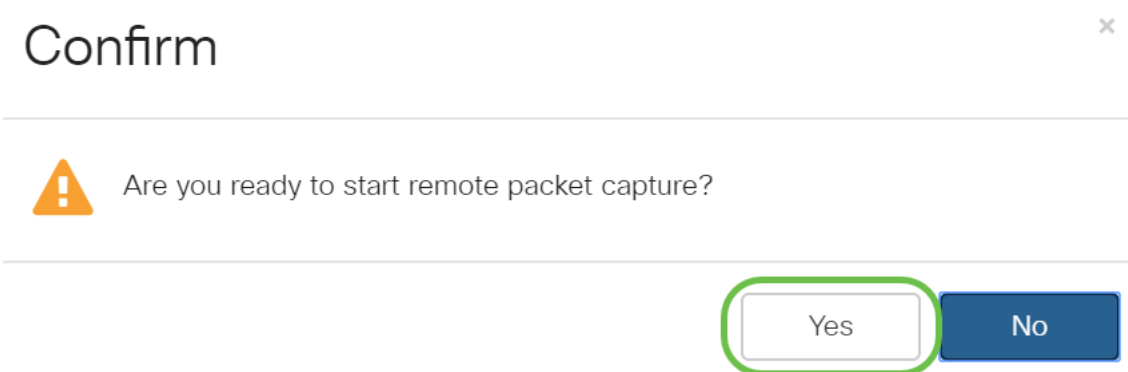 Confirm
×
Are you ready to start remote packet capture?
Yes
No